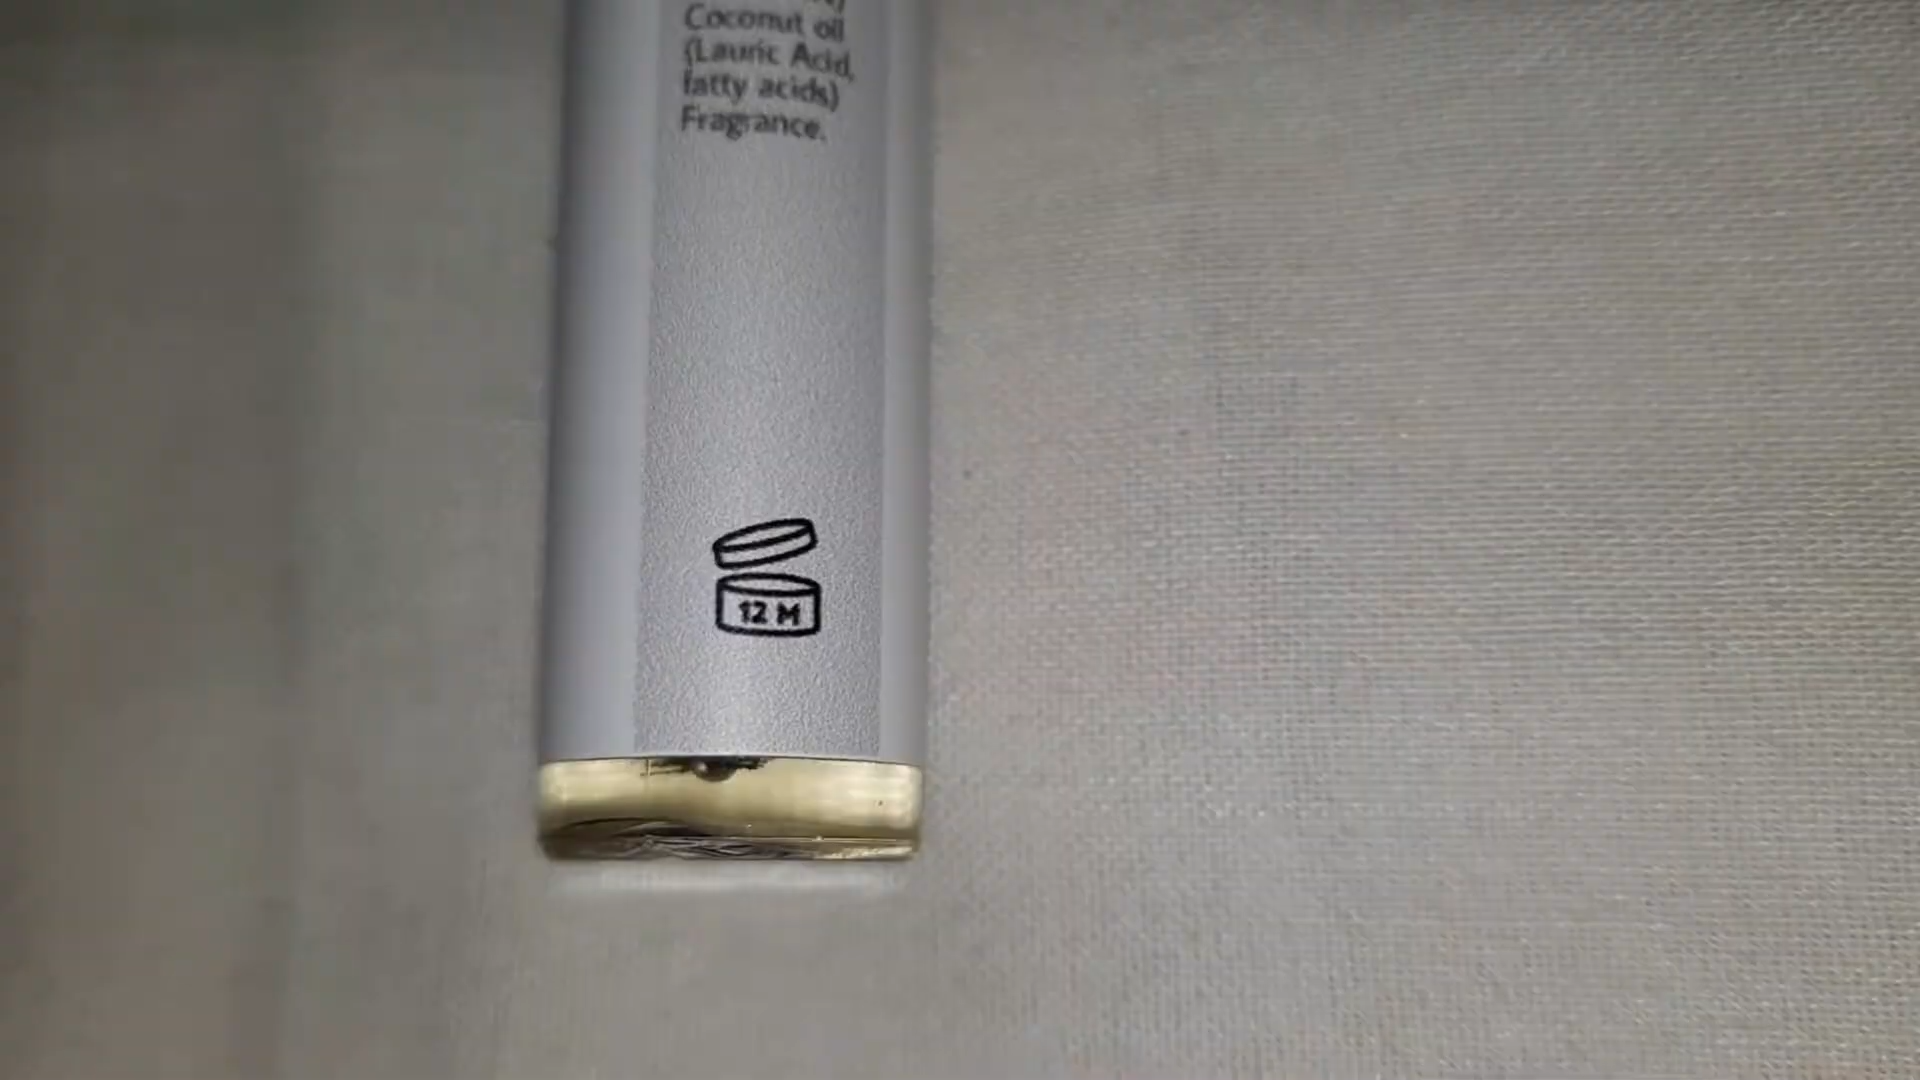 Coconut oil
(Lauric Acid,
fatty acids)
Fragrance.
12 M